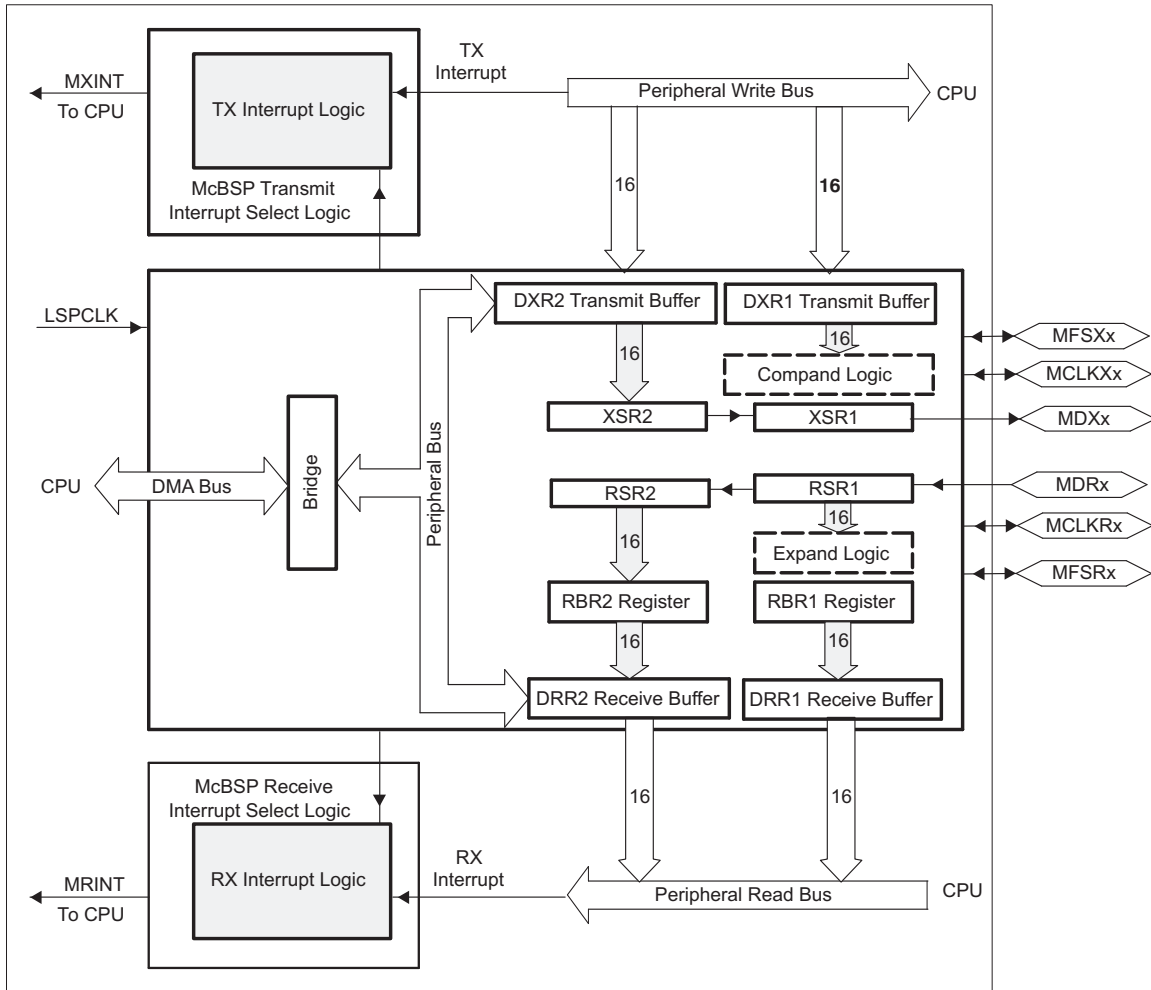 TX
Interrupt
MXINT
To CPU
TX Interrupt Logic
Peripheral Write Bus
CPU
McBSP Transmit
Interrupt Select Logic
16
16
LSPCLK
DXR2 Transmit Buffer
DXR1 Transmit Buffer
16
16
Compand Logic
XSR2
XSR1
MFSXx
MCLKXx
MDXx
CPU
DMA Bus
Bridge
Peripheral Bus
RSR2
RSR1
16
16
Expand Logic
MDRx
MCLKRx
MFSRx
RBR2 Register
RBR1 Register
16
16
DRR2 Receive Buffer
DRR1 Receive Buffer
McBSP Receive
Interrupt Select Logic
16
16
RX Interrupt Logic
RX
Interrupt
MRINT
To CPU
Peripheral Read Bus
CPU